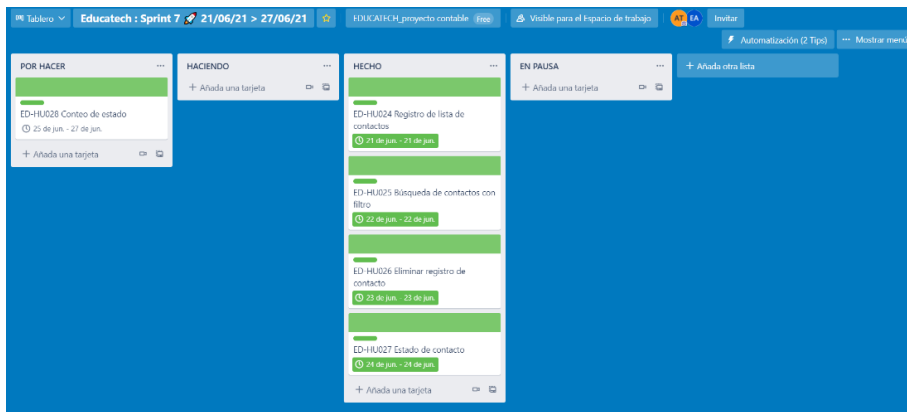 Tablero
Educatech : Sprint 7 🚀 21/06/21 > 27/06/21
EDUCATECH_proyecto contable Free
Visible para el Espacio de trabajo
AT EA
Invitar
Automatización (2 Tips)
··· Mostrar menú
POR HACER ···
ED-HU028 Conteo de estado
25 de jun. - 27 de jun.
+ Añada una tarjeta
HACIENDO ···
+ Añada una tarjeta
HECHO ···
ED-HU024 Registro de lista de
contactos
21 de jun. - 21 de jun.
ED-HU025 Búsqueda de contactos con
filtro
22 de jun. - 22 de jun.
ED-HU026 Eliminar registro de
contacto
23 de jun. - 23 de jun.
ED-HU027 Estado de contacto
24 de jun. - 24 de jun.
+ Añada una tarjeta
EN PAUSA ···
+ Añada una tarjeta
+ Añada otra lista